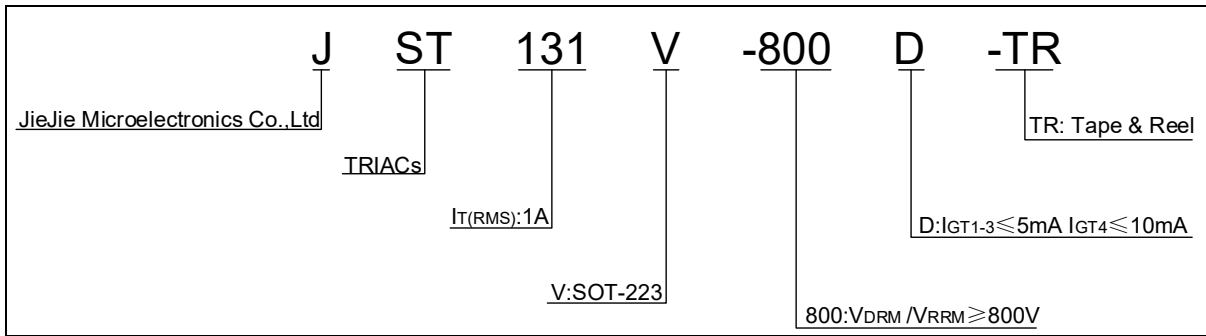 J ST 131 V -800 D -TR
JieJie Microelectronics Co.,Ltd
TR: Tape & Reel
TRIACs
IT(RMS):1A
D:IGT1-3≤5mA IGT4≤10mA
V:SOT-223
800:VDRM /VRRM≥800V